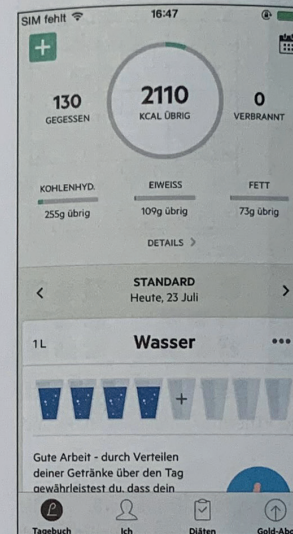 SIM fehlt 16:47
130 2110 0
GEGESSEN KCAL ÜBRIG VERBRANNT
KOHLENHYD. EIWEISS FETT
255g übrig 109g übrig 73g übrig
DETAILS >
< STANDARD >
Heute, 23 Juli
1L Wasser
Gute Arbeit - durch Verteilen
deiner Getränke über den Tag
gewährleistest du, dass dein
Tagebuch Ich Diäten Gold-Abo